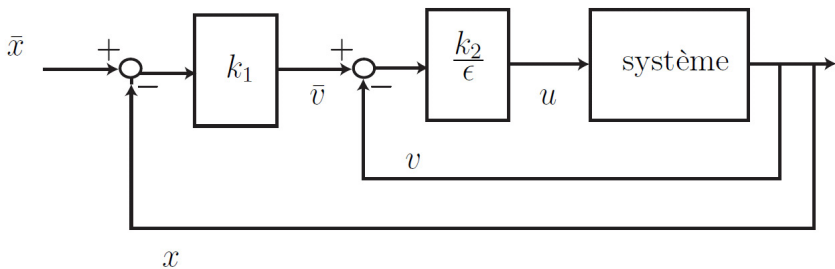 x̄ + − k₁ v̄ + − k₂/ϵ u système
v
x